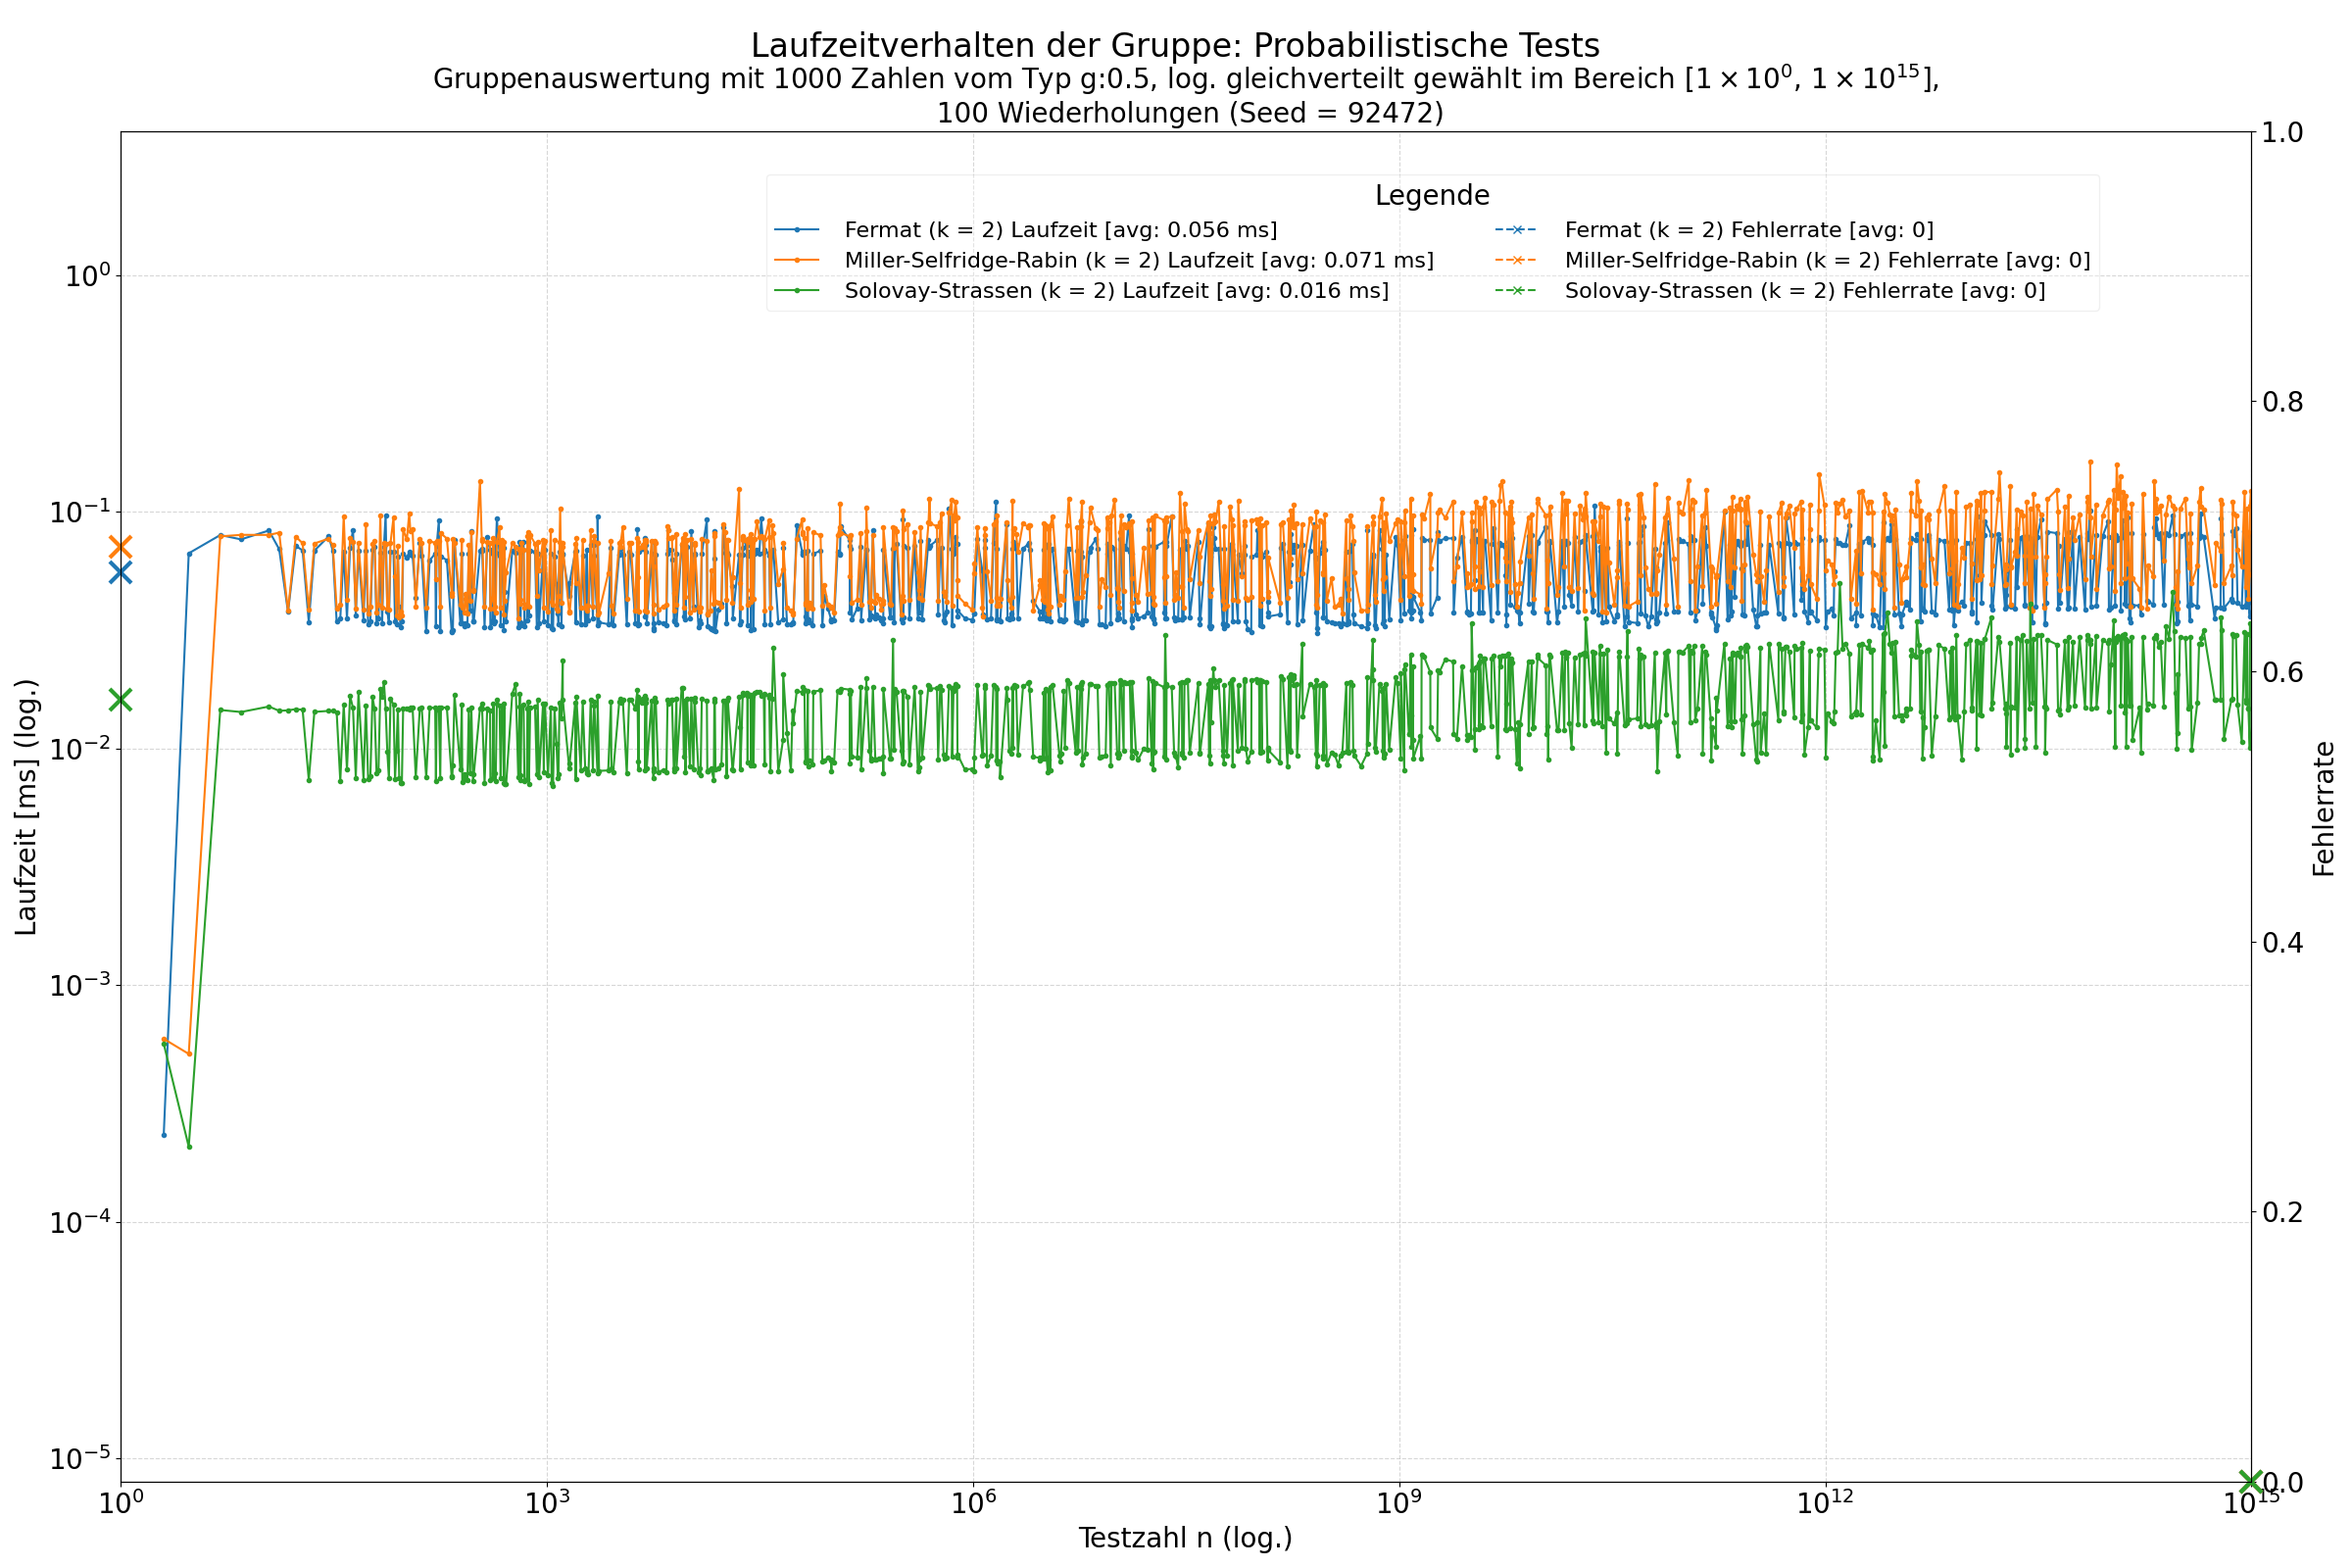 Laufzeitverhalten der Gruppe: Probabilistische Tests
Gruppenauswertung mit 1000 Zahlen vom Typ g:0.5, log. gleichverteilt gewählt im Bereich [1 × 10⁰, 1 × 10¹⁵],
100 Wiederholungen (Seed = 92472)
Legende
Fermat (k = 2) Laufzeit [avg: 0.056 ms]
Miller-Selfridge-Rabin (k = 2) Laufzeit [avg: 0.071 ms]
Solovay-Strassen (k = 2) Laufzeit [avg: 0.016 ms]
Fermat (k = 2) Fehlerrate [avg: 0]
Miller-Selfridge-Rabin (k = 2) Fehlerrate [avg: 0]
Solovay-Strassen (k = 2) Fehlerrate [avg: 0]
Laufzeit [ms] (log.)
10⁰
10⁻¹
10⁻²
10⁻³
10⁻⁴
10⁻⁵
1.0
0.8
0.6
0.4
0.2
0.0
Fehlerrate
10⁰
10³
10⁶
10⁹
10¹²
10¹⁵
Testzahl n (log.)